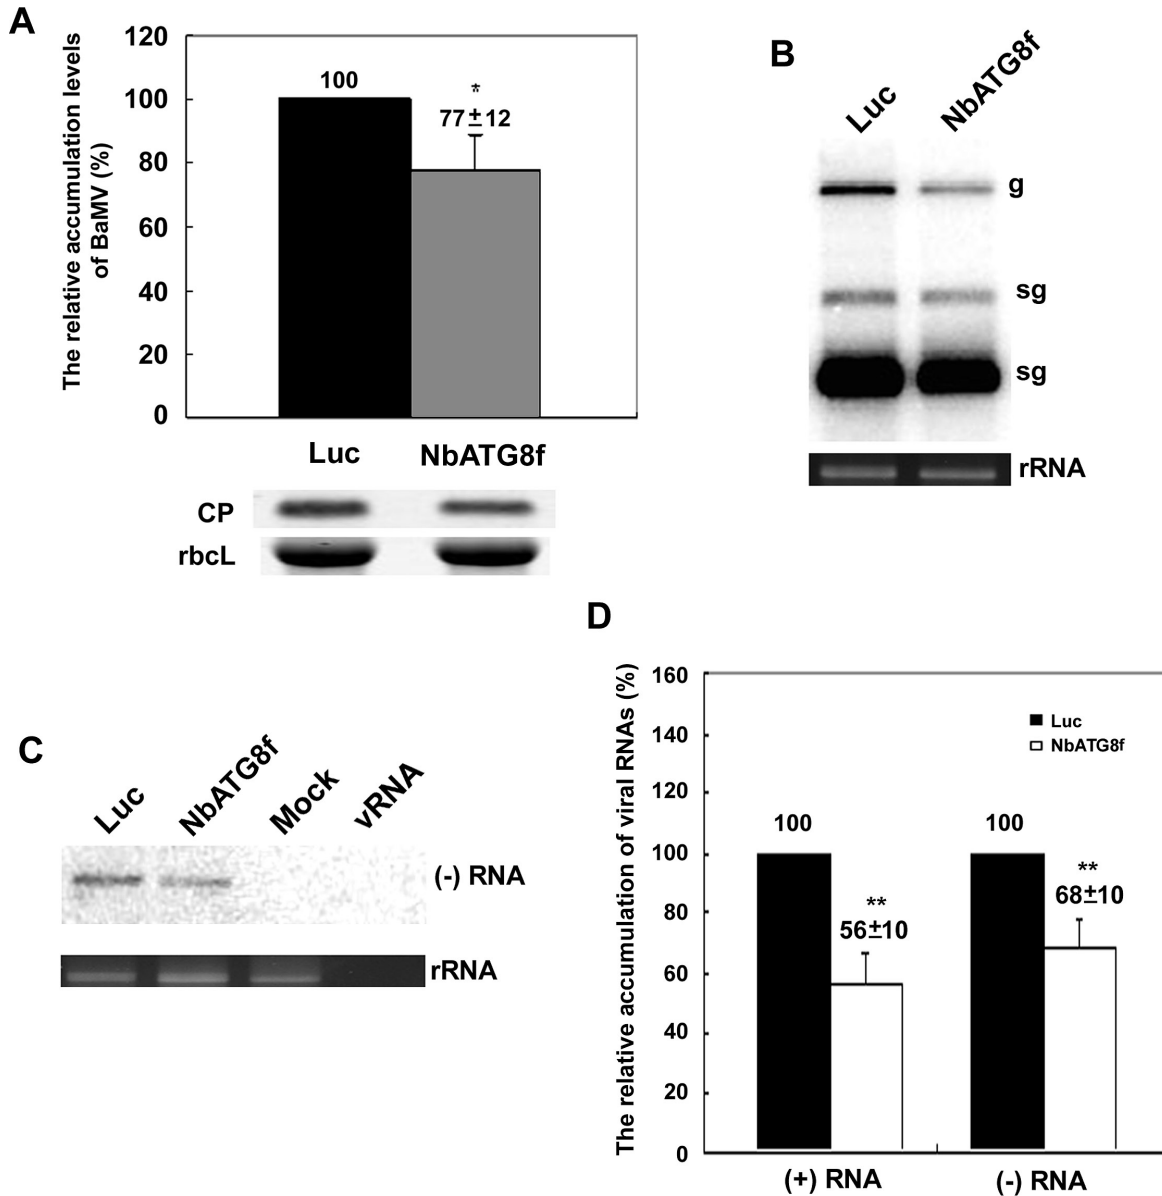 A
The relative accumulation levels
of BaMV (%)
120
100
80
60
40
20
0
100
*
77±12
Luc
NbATG8f
CP
rbcL
B
Luc
NbATG8f
g
sg
sg
rRNA
C
Luc
NbATG8f
Mock
vRNA
(-) RNA
rRNA
D
The relative accumulation of viral RNAs (%)
160
140
120
100
80
60
40
20
0
Luc
NbATG8f
100
**
56±10
100
**
68±10
(+) RNA
(-) RNA